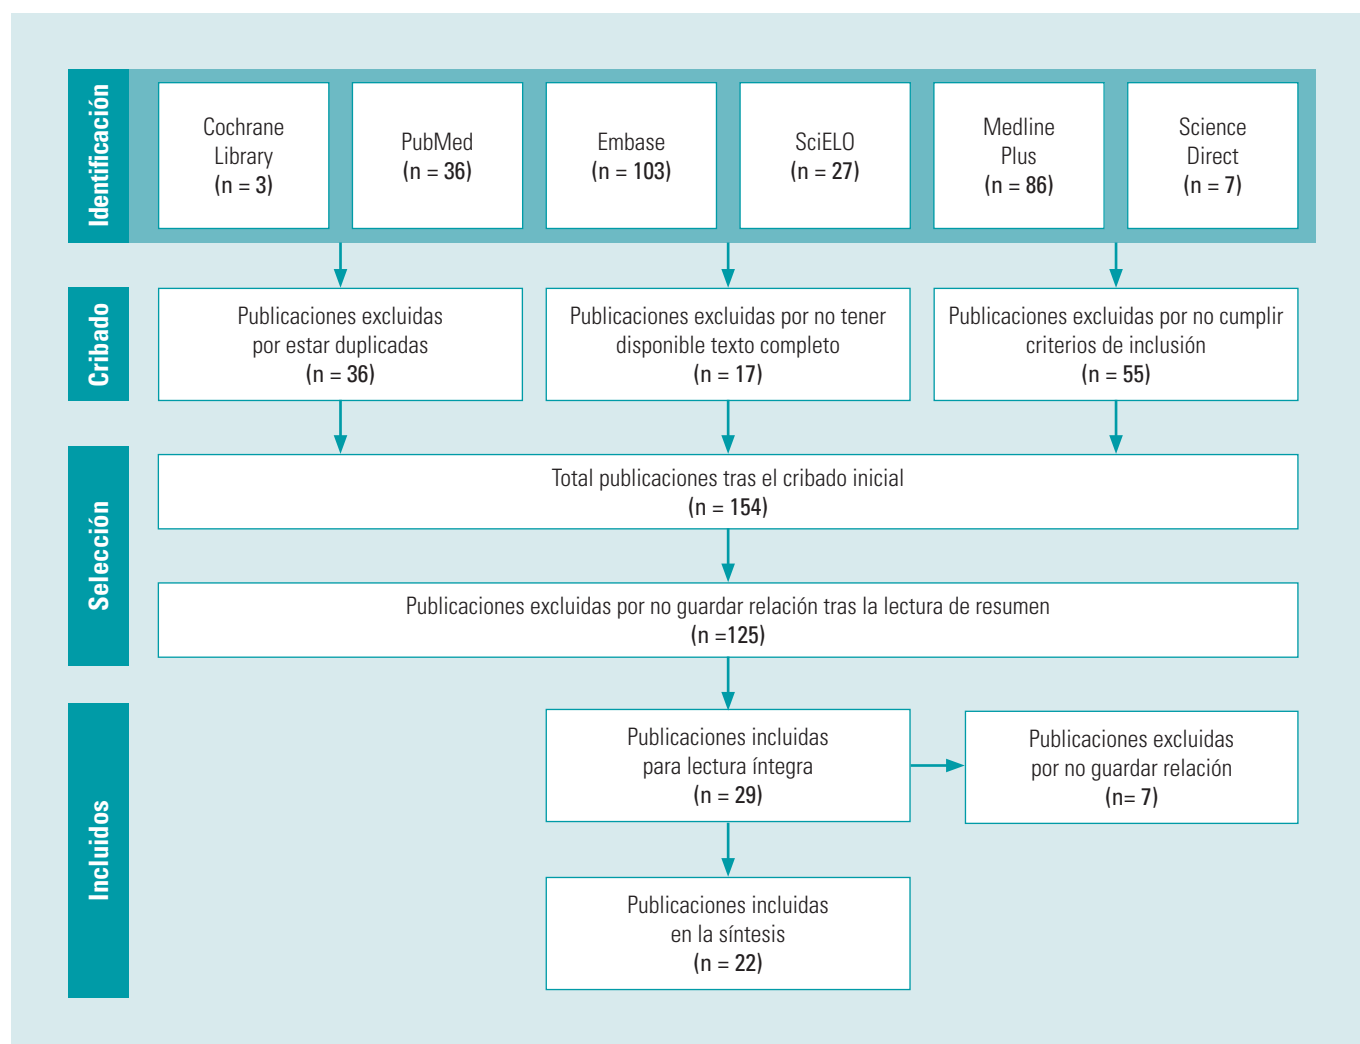 Identificación
Cochrane
Library
(n = 3)
PubMed
(n = 36)
Embase
(n = 103)
SciELO
(n = 27)
Medline
Plus
(n = 86)
Science
Direct
(n = 7)
Cribado
Publicaciones excluidas
por estar duplicadas
(n = 36)
Publicaciones excluidas por no tener
disponible texto completo
(n = 17)
Publicaciones excluidas por no cumplir
criterios de inclusión
(n = 55)
Selección
Total publicaciones tras el cribado inicial
(n = 154)
Publicaciones excluidas por no guardar relación tras la lectura de resumen
(n =125)
Incluidos
Publicaciones incluidas
para lectura íntegra
(n = 29)
Publicaciones excluidas
por no guardar relación
(n= 7)
Publicaciones incluidas
en la síntesis
(n = 22)